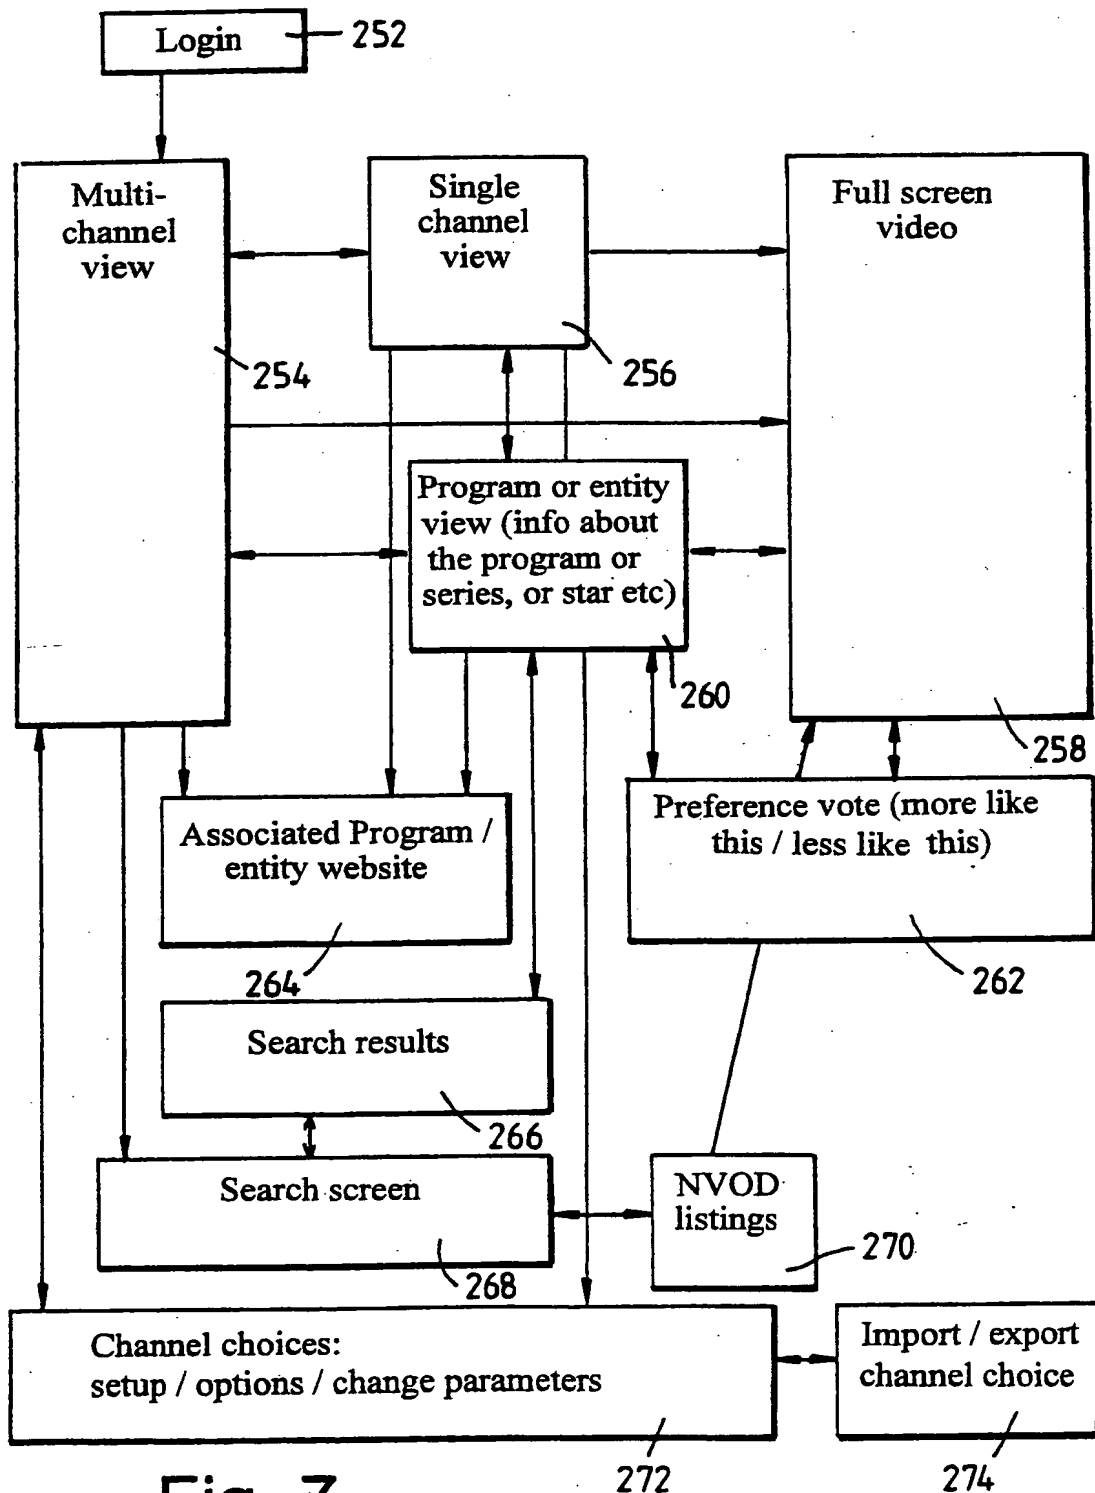 Login
252
Multi-
channel
view
254
Single
channel
view
256
Full screen
video
258
Program or entity
view (info about
the program or
series, or star etc)
260
Associated Program /
entity website
264
Preference vote (more like
this / less like this)
262
Search results
266
Search screen
268
NVOD
listings
270
Channel choices:
setup / options / change parameters
272
Import / export
channel choice
274
Fig. 7